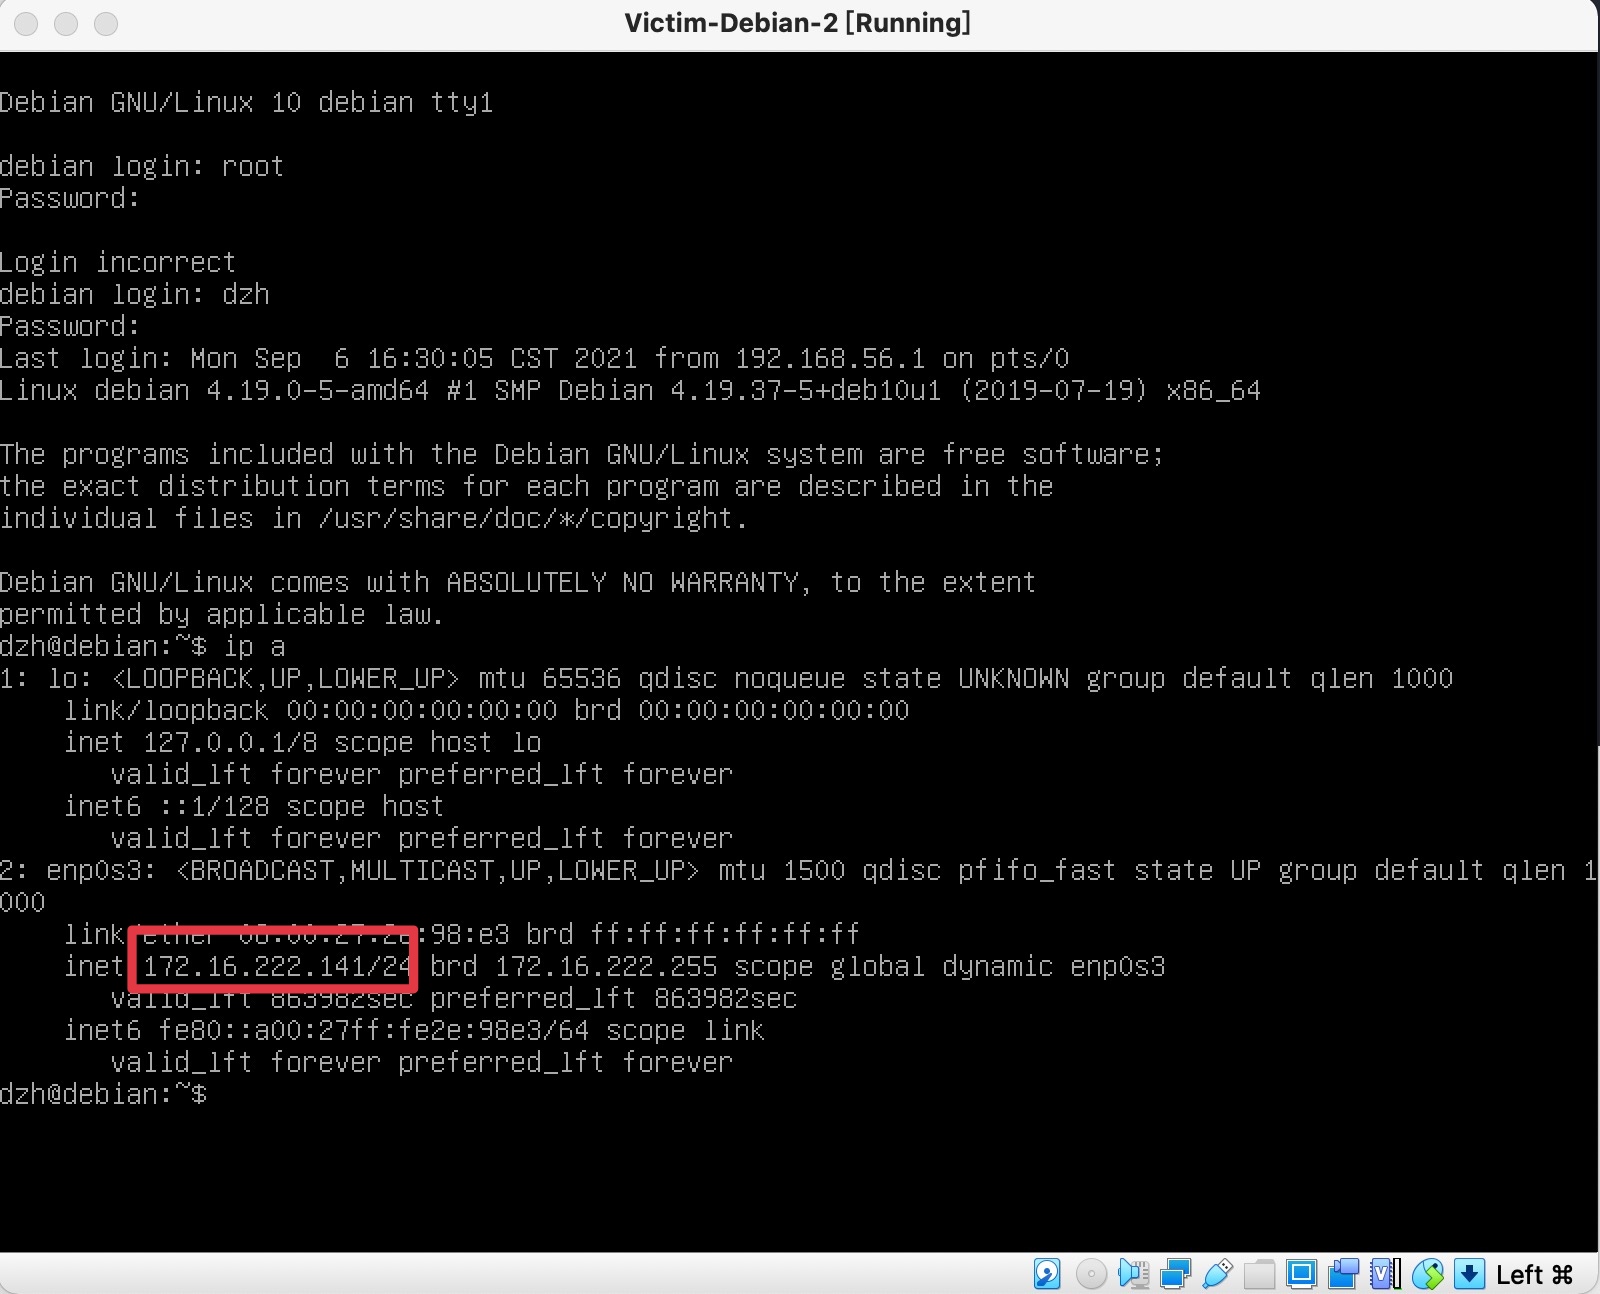 Victim-Debian-2 [Running]
Debian GNU/Linux 10 debian tty1
debian login: root
Password:
Login incorrect
debian login: dzh
Password:
Last login: Mon Sep  6 16:30:05 CST 2021 from 192.168.56.1 on pts/0
Linux debian 4.19.0-5-amd64 #1 SMP Debian 4.19.37-5+deb10u1 (2019-07-19) x86_64
The programs included with the Debian GNU/Linux system are free software;
the exact distribution terms for each program are described in the
individual files in /usr/share/doc/*/copyright.
Debian GNU/Linux comes with ABSOLUTELY NO WARRANTY, to the extent
permitted by applicable law.
dzh@debian:~$ ip a
1: lo: <LOOPBACK,UP,LOWER_UP> mtu 65536 qdisc noqueue state UNKNOWN group default qlen 1000
    link/loopback 00:00:00:00:00:00 brd 00:00:00:00:00:00
    inet 127.0.0.1/8 scope host lo
       valid_lft forever preferred_lft forever
    inet6 ::1/128 scope host
       valid_lft forever preferred_lft forever
2: enp0s3: <BROADCAST,MULTICAST,UP,LOWER_UP> mtu 1500 qdisc pfifo_fast state UP group default qlen 1
000
    link/ether 08:00:27:2e:98:e3 brd ff:ff:ff:ff:ff:ff
    inet 172.16.222.141/24 brd 172.16.222.255 scope global dynamic enp0s3
       valid_lft 863982sec preferred_lft 863982sec
    inet6 fe80::a00:27ff:fe2e:98e3/64 scope link
       valid_lft forever preferred_lft forever
dzh@debian:~$
Left ⌘